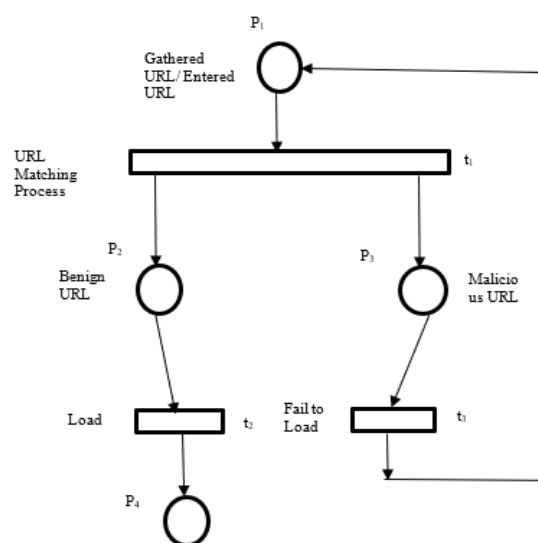 P₁
Gathered
URL/ Entered
URL
URL
Matching
Process
t₁
P₂
Benign
URL
P₃
Malicio
us URL
Load
t₂
Fail to
Load
t₃
P₄